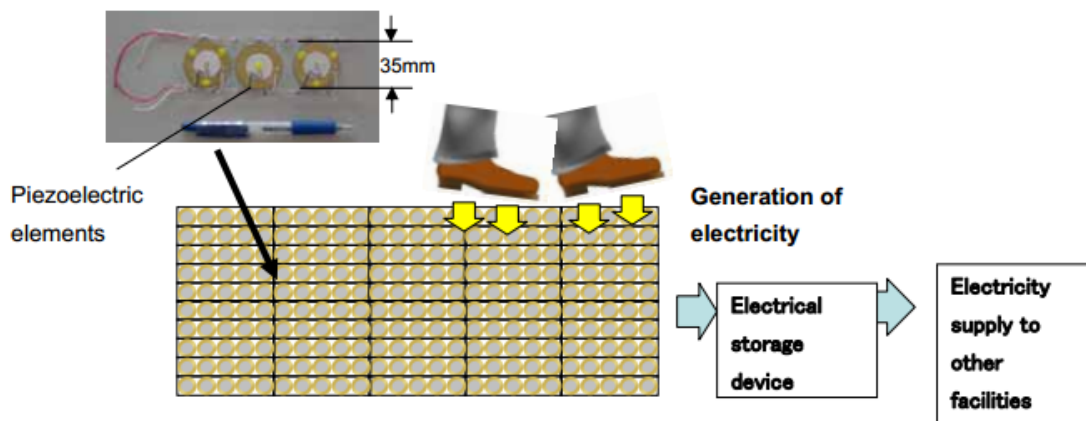 35mm
Piezoelectric
elements
Generation of
electricity
Electrical
storage
device
Electricity
supply to
other
facilities